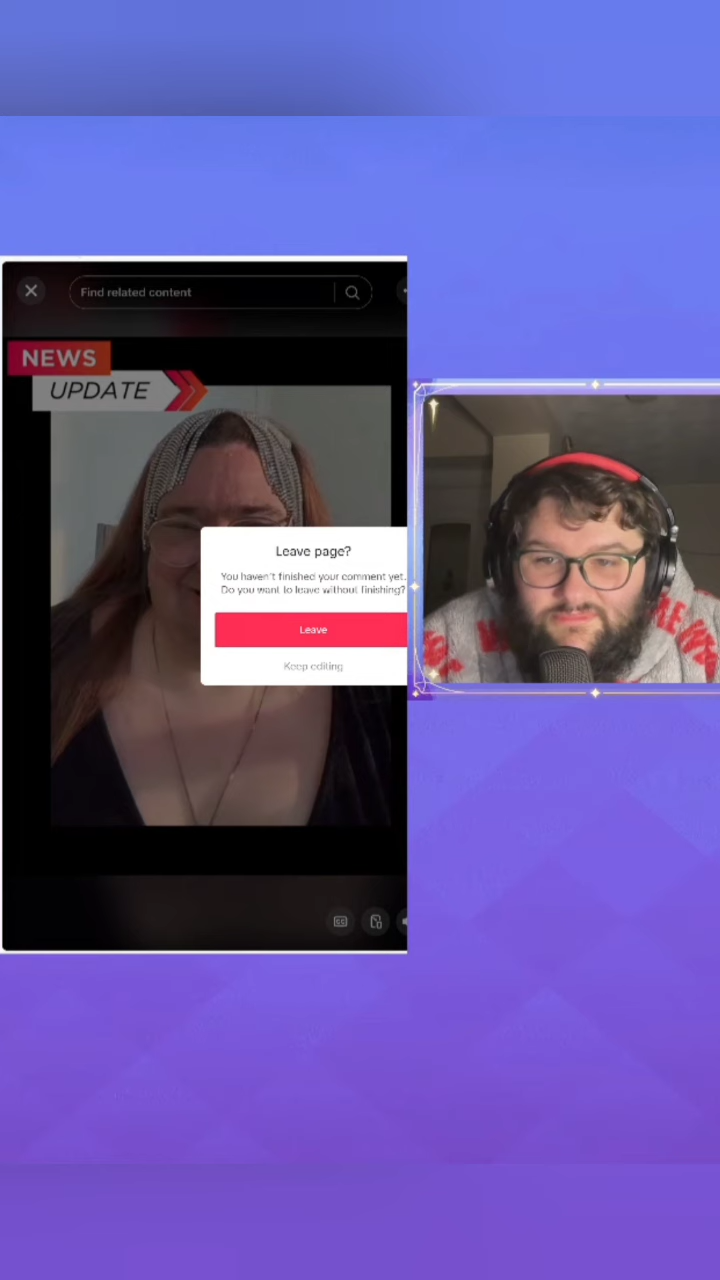 Find related content
NEWS
UPDATE
Leave page?
You haven't finished your comment yet.
Do you want to leave without finishing?
Leave
Keep editing
CC